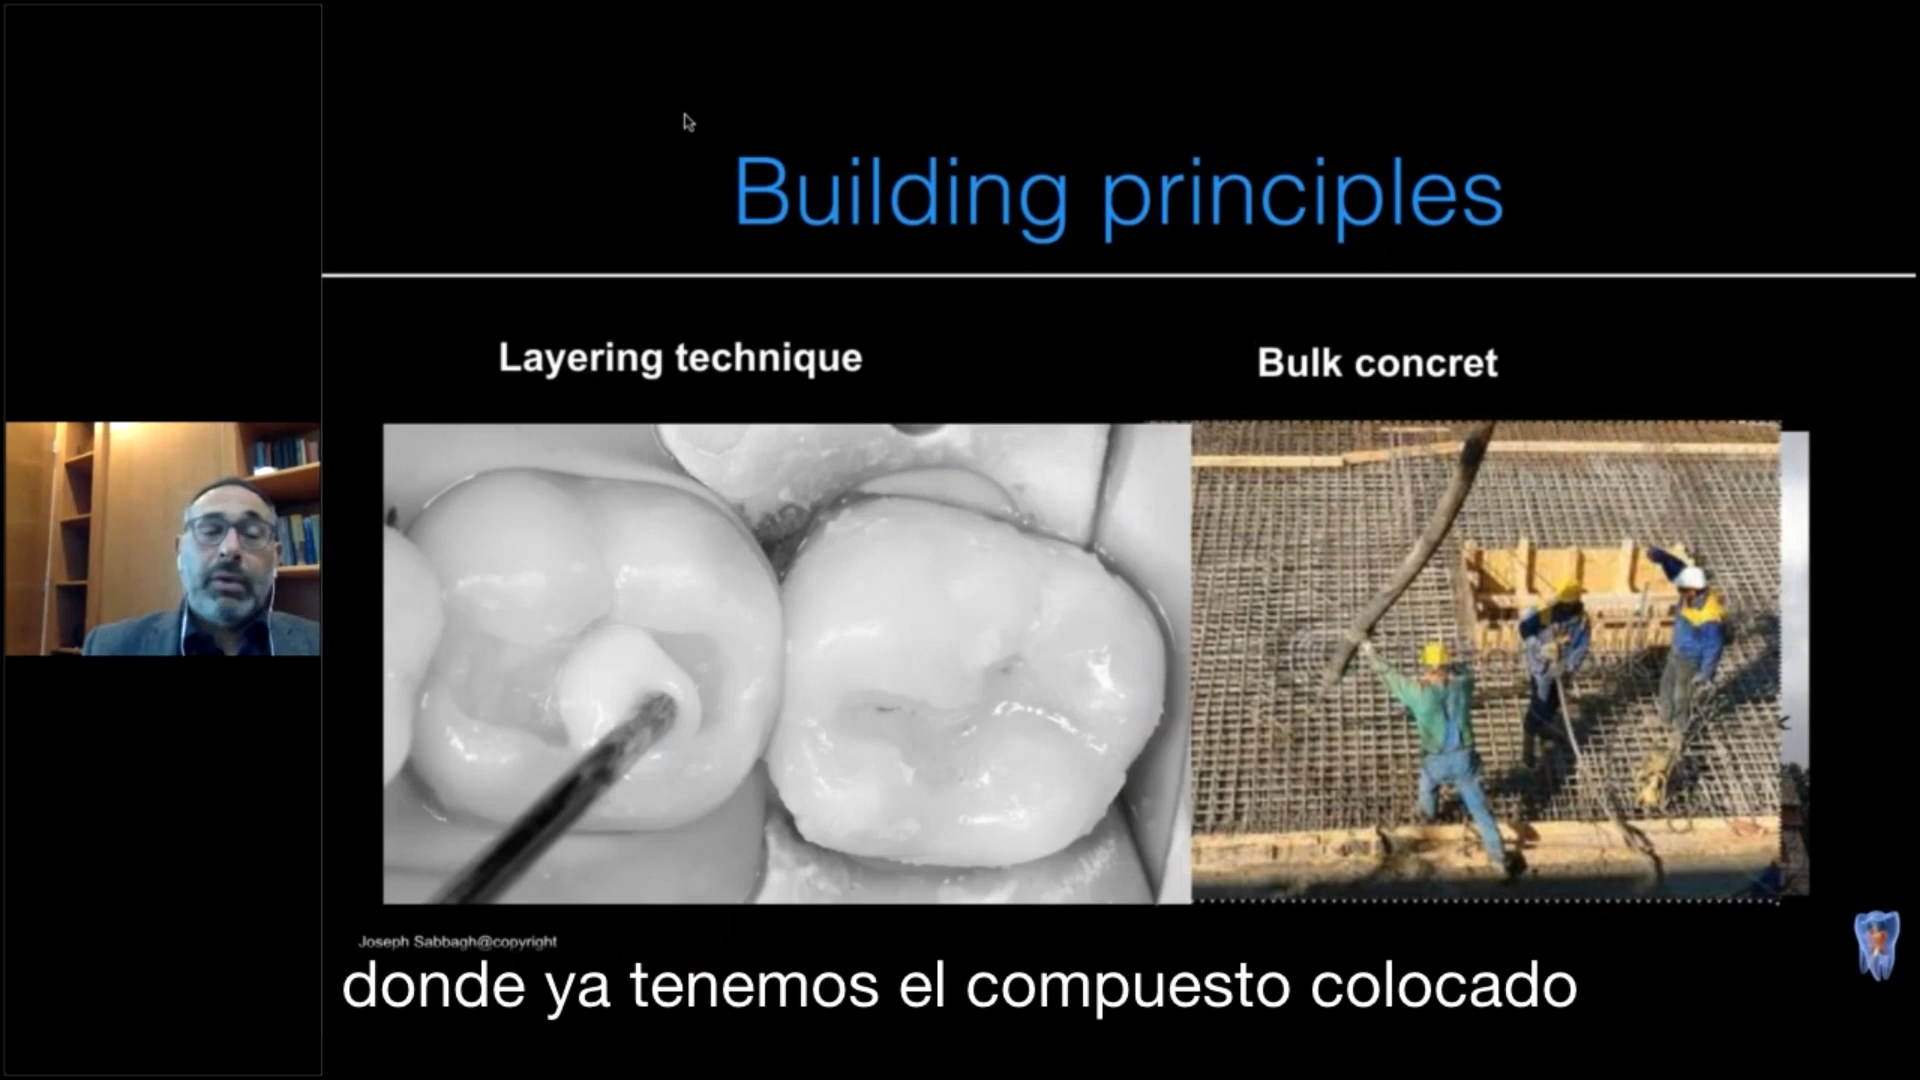 Building principles
Layering technique
Bulk concret
Joseph Sabbagh@copyright
donde ya tenemos el compuesto colocado